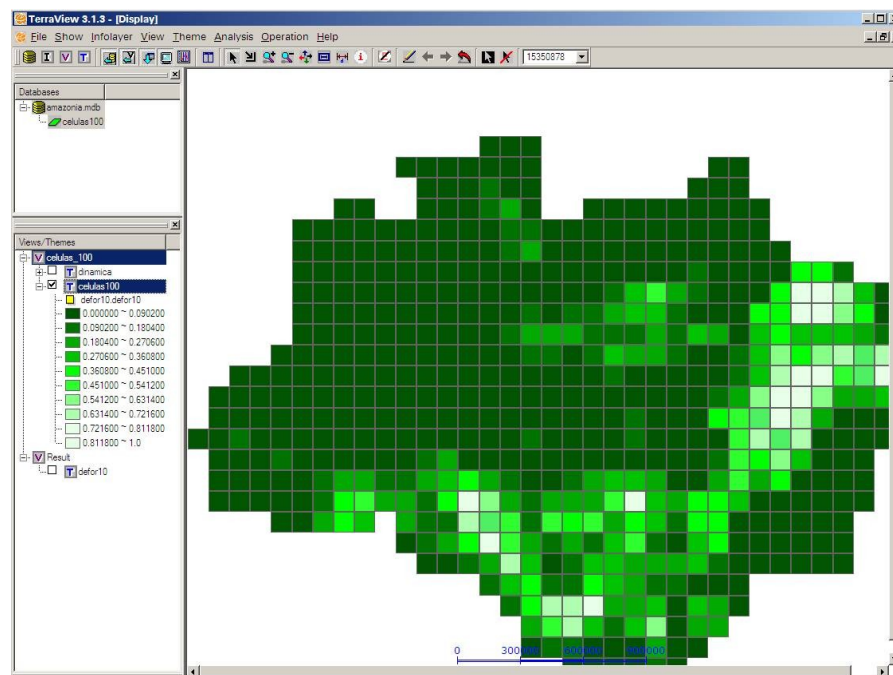 TerraView 3.1.3 - [Display]
File Show Infolayer View Theme Analysis Operation Help
15350878
Databases
amazonia.mdb
celulas100
Views/Themes
celulas_100
dinamica
celulas100
defor10.defor10
0.000000 ~ 0.090200
0.090200 ~ 0.180400
0.180400 ~ 0.270600
0.270600 ~ 0.360800
0.360800 ~ 0.451000
0.451000 ~ 0.541200
0.541200 ~ 0.631400
0.631400 ~ 0.721600
0.721600 ~ 0.811800
0.811800 ~ 1.0
Result
defor10
0 300000 600000